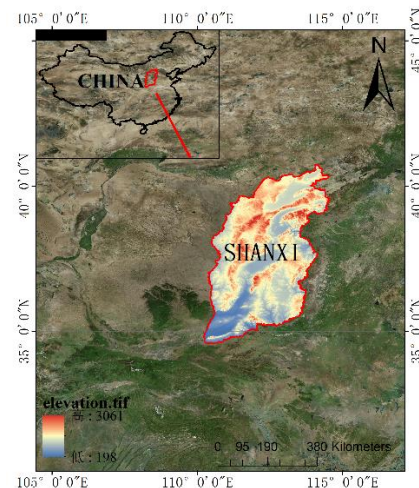 105° 0′0″E 110° 0′0″E 115° 0′0″E
45° 0′0″N
N
CHINA
40° 0′0″N 40° 0′0″N
SHANXI
35° 0′0″N 35° 0′0″N
elevation.tif
高 : 3061
低 : 198
0 95 190 380 Kilometers
105° 0′0″E 110° 0′0″E 115° 0′0″E